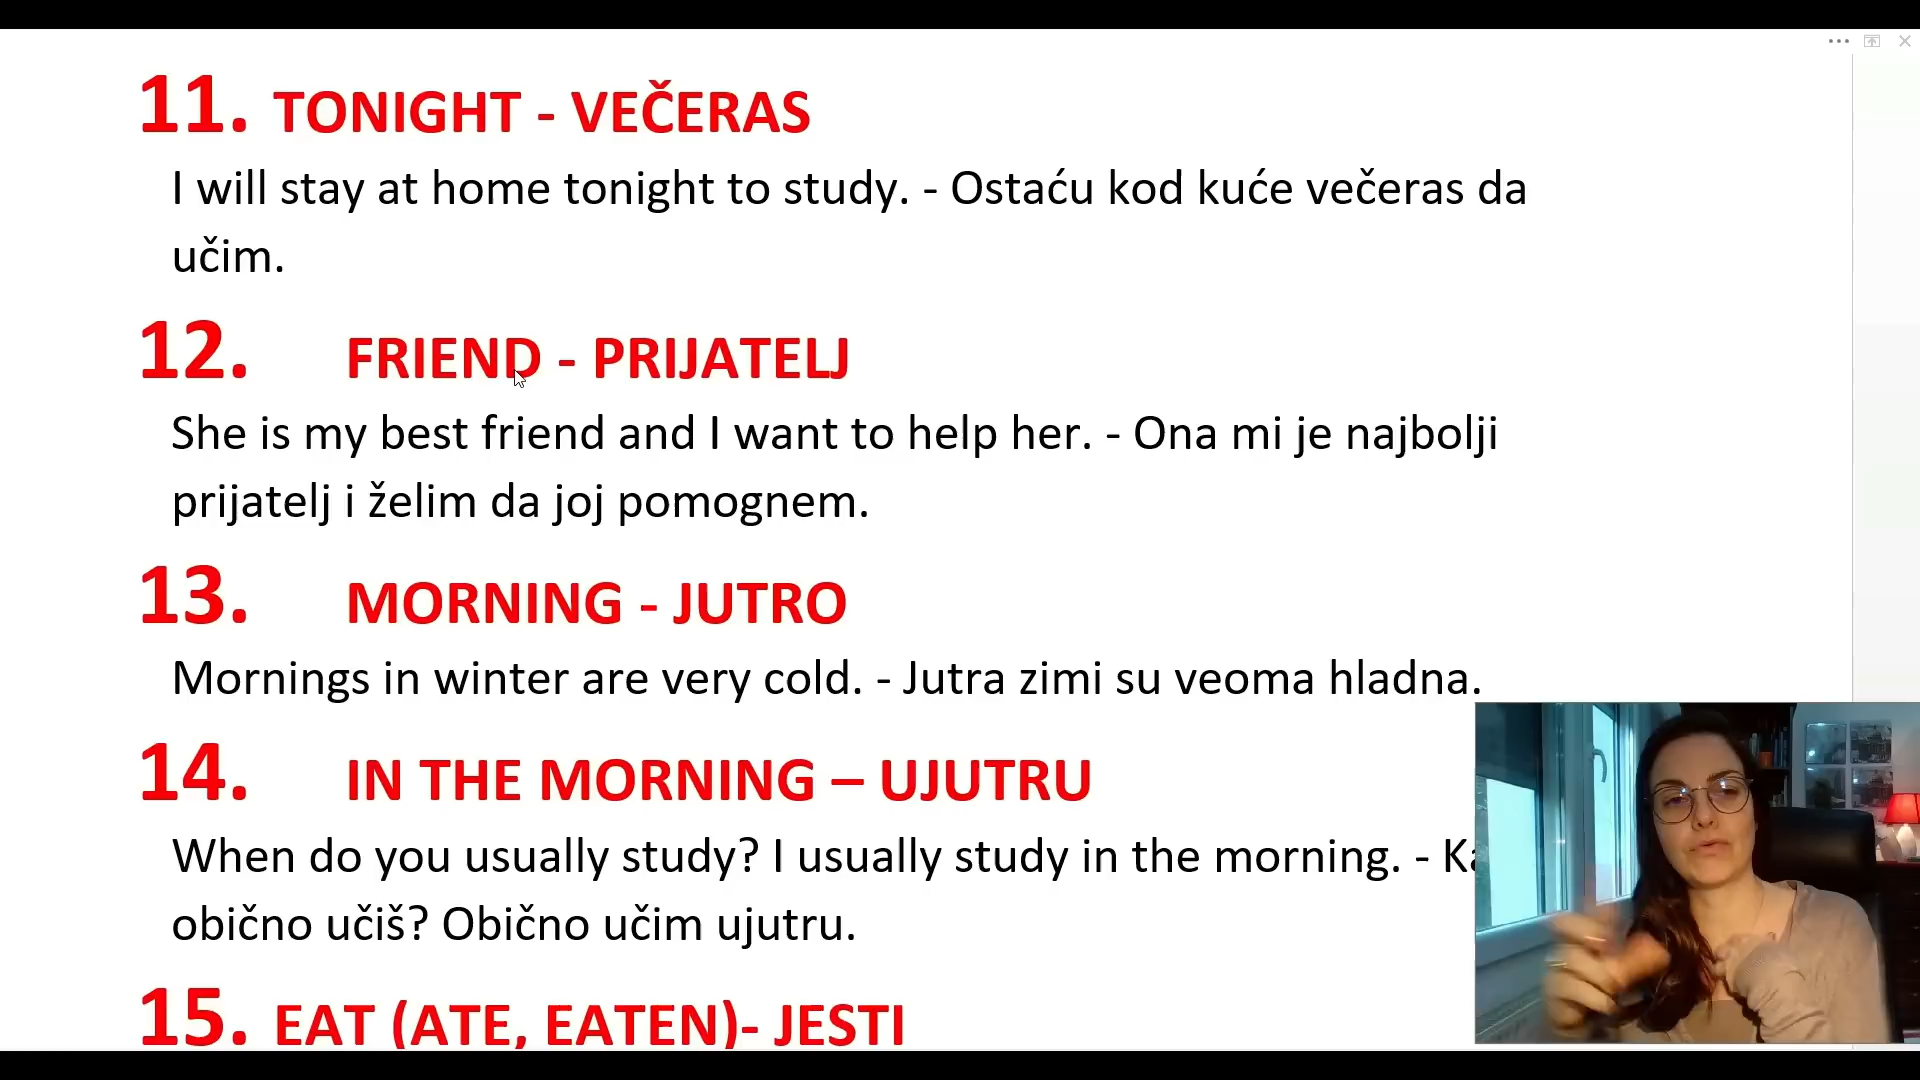 11. TONIGHT - VEČERAS
I will stay at home tonight to study. - Ostaću kod kuće večeras da
učim.
12. FRIEND - PRIJATELJ
She is my best friend and I want to help her. - Ona mi je najbolji
prijatelj i želim da joj pomognem.
13. MORNING - JUTRO
Mornings in winter are very cold. - Jutra zimi su veoma hladna.
14. IN THE MORNING – UJUTRU
When do you usually study? I usually study in the morning. -
obično učiš? Obično učim ujutru.
15. EAT (ATE, EATEN)- JESTI